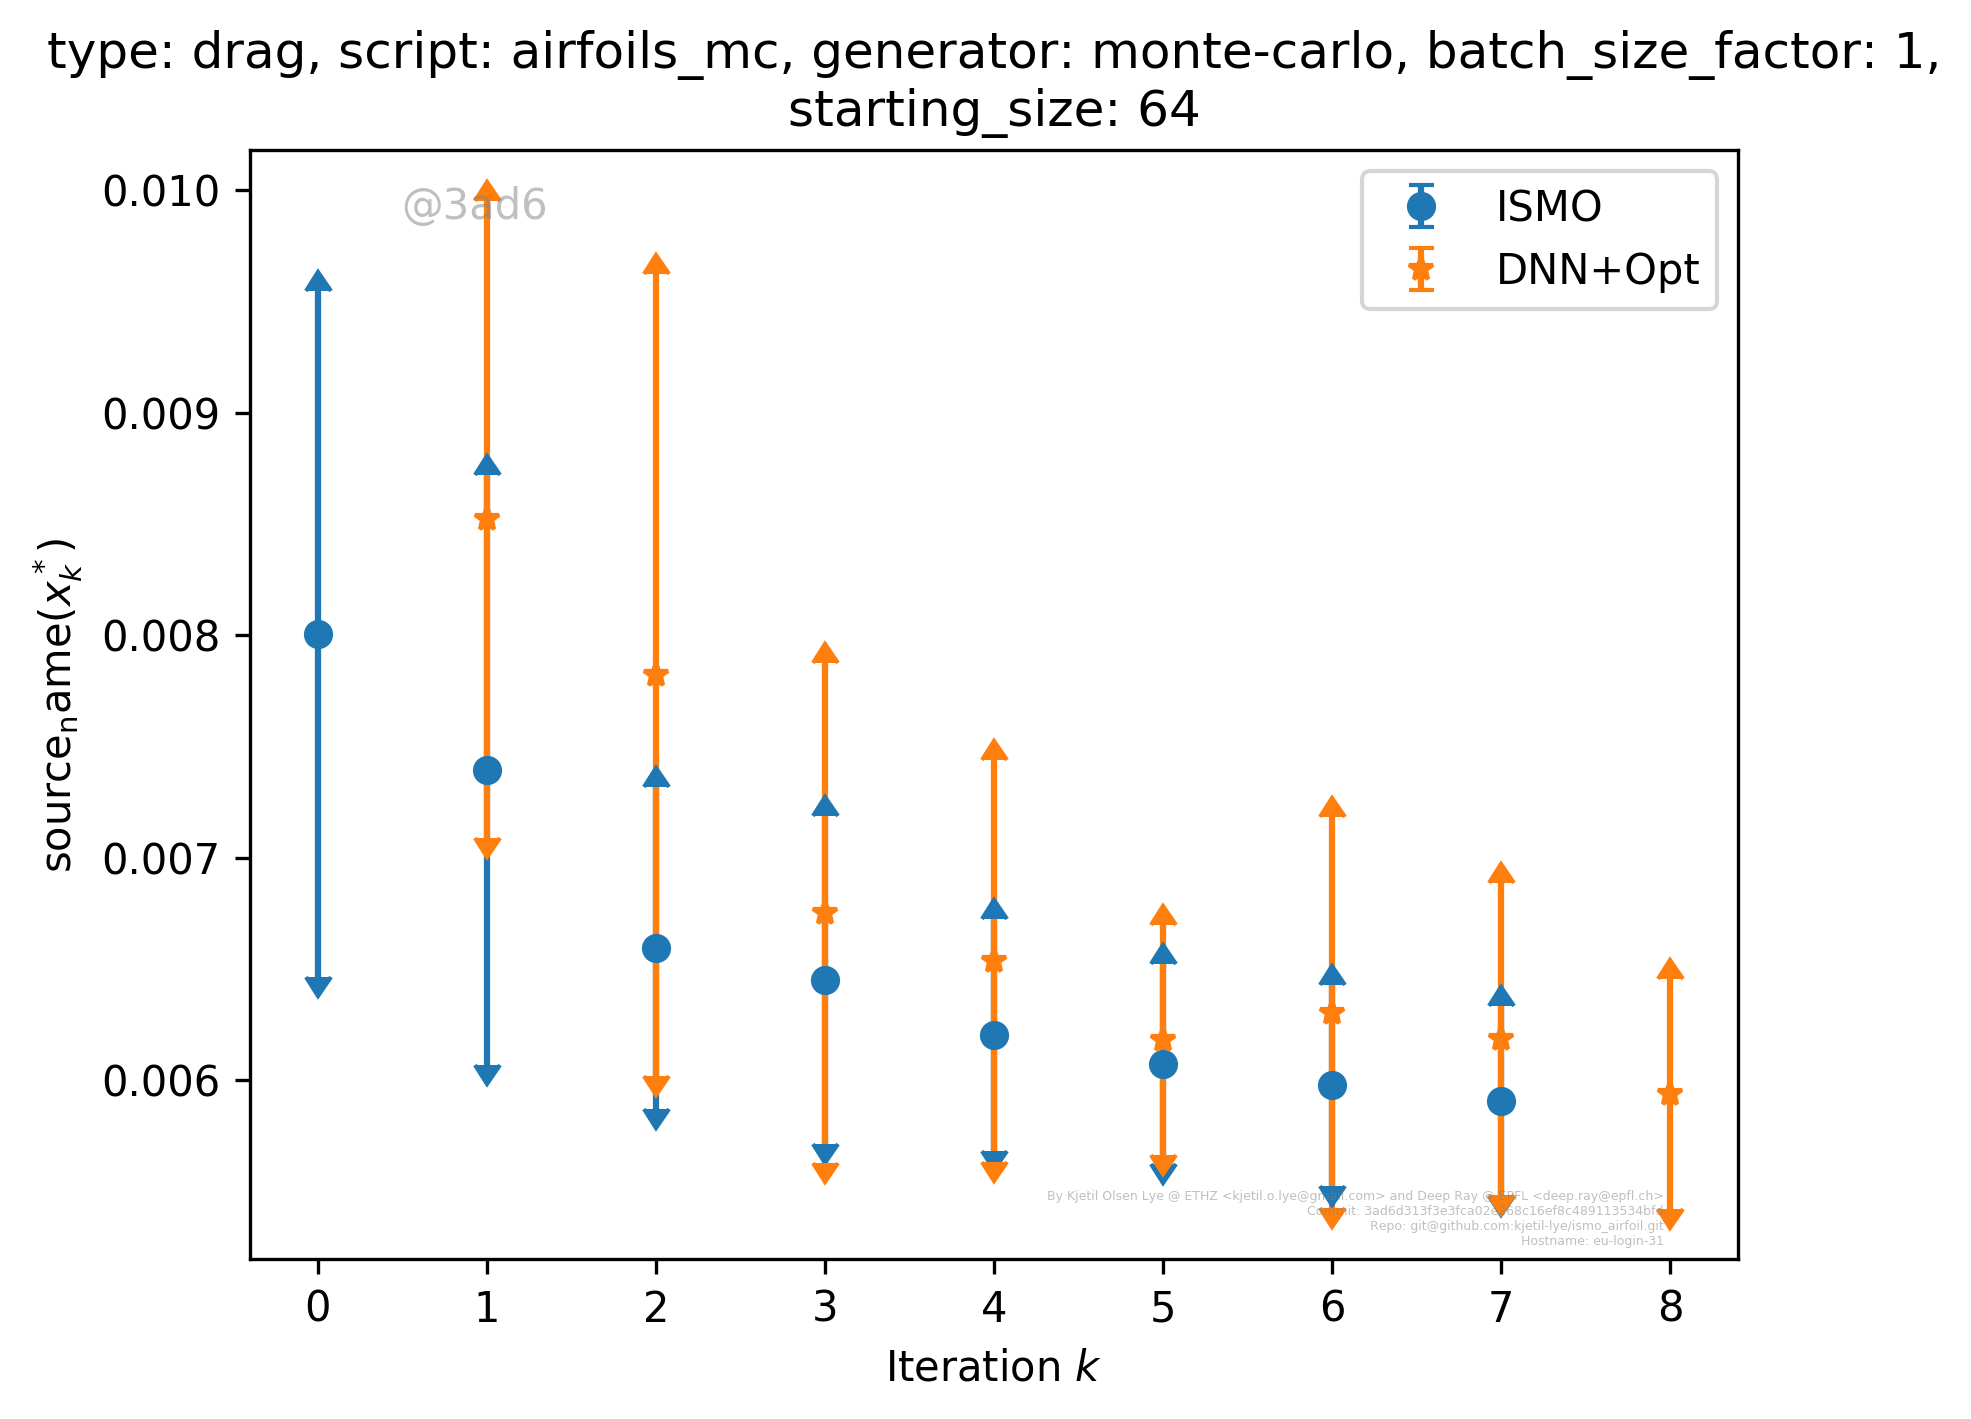 type: drag, script: airfoils_mc, generator: monte-carlo, batch_size_factor: 1,
starting_size: 64
@3ad6
ISMO
DNN+Opt
0.010
0.009
0.008
0.007
0.006
source_name(x*_k)
0 1 2 3 4 5 6 7 8
Iteration k
By Kjetil Olsen Lye @ ETHZ <kjetil.o.lye@gmail.com> and Deep Ray @ EPFL <deep.ray@epfl.ch>
Repo: git@github.com:kjetil-lye/ismo_airfoil.git
Hostname: eu-login-31